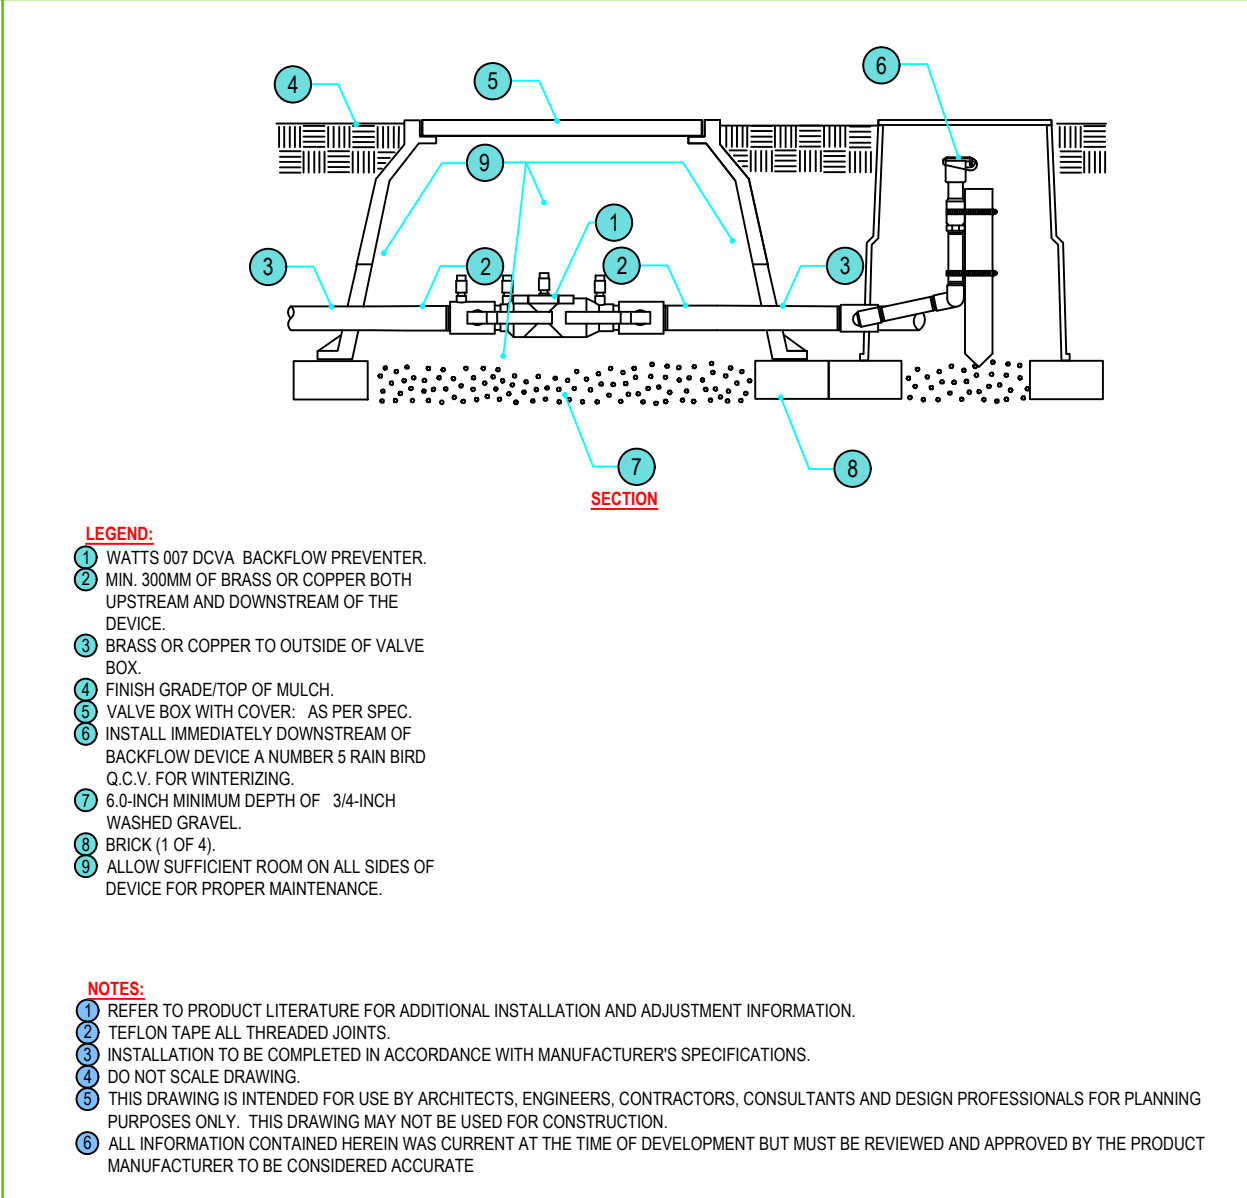 4
5
6
9
1
3
2
2
3
7
8
SECTION
LEGEND:
1 WATTS 007 DCVA BACKFLOW PREVENTER.
2 MIN. 300MM OF BRASS OR COPPER BOTH
UPSTREAM AND DOWNSTREAM OF THE
DEVICE.
3 BRASS OR COPPER TO OUTSIDE OF VALVE
BOX.
4 FINISH GRADE/TOP OF MULCH.
5 VALVE BOX WITH COVER: AS PER SPEC.
6 INSTALL IMMEDIATELY DOWNSTREAM OF
BACKFLOW DEVICE A NUMBER 5 RAIN BIRD
Q.C.V. FOR WINTERIZING.
7 6.0-INCH MINIMUM DEPTH OF 3/4-INCH
WASHED GRAVEL.
8 BRICK (1 OF 4).
9 ALLOW SUFFICIENT ROOM ON ALL SIDES OF
DEVICE FOR PROPER MAINTENANCE.
NOTES:
1 REFER TO PRODUCT LITERATURE FOR ADDITIONAL INSTALLATION AND ADJUSTMENT INFORMATION.
2 TEFLON TAPE ALL THREADED JOINTS.
3 INSTALLATION TO BE COMPLETED IN ACCORDANCE WITH MANUFACTURER'S SPECIFICATIONS.
4 DO NOT SCALE DRAWING.
5 THIS DRAWING IS INTENDED FOR USE BY ARCHITECTS, ENGINEERS, CONTRACTORS, CONSULTANTS AND DESIGN PROFESSIONALS FOR PLANNING
PURPOSES ONLY. THIS DRAWING MAY NOT BE USED FOR CONSTRUCTION.
6 ALL INFORMATION CONTAINED HEREIN WAS CURRENT AT THE TIME OF DEVELOPMENT BUT MUST BE REVIEWED AND APPROVED BY THE PRODUCT
MANUFACTURER TO BE CONSIDERED ACCURATE